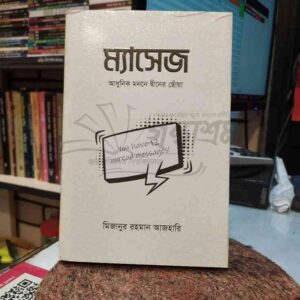 ম্যাসেজ
আধুনিক মননে দ্বীনের ছোঁয়া
You have 12
unread messages!
মিজানুর রহমান আজহারি